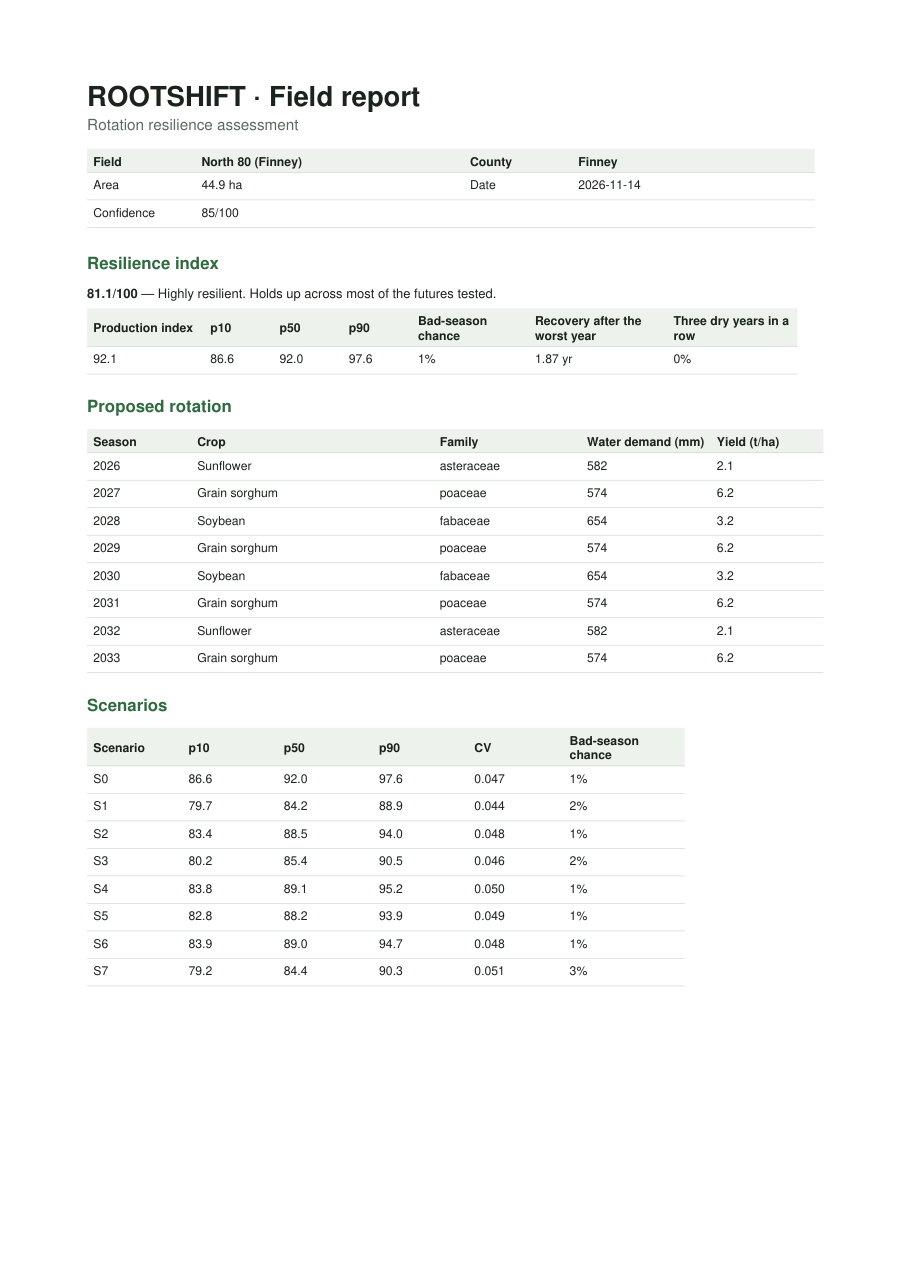 ROOTSHIFT · Field report
Rotation resilience assessment
Field North 80 (Finney) County Finney
Area 44.9 ha Date 2026-11-14
Confidence 85/100
Resilience index
81.1/100 — Highly resilient. Holds up across most of the futures tested.
Production index p10 p50 p90 Bad-season chance Recovery after the worst year Three dry years in a row
92.1 86.6 92.0 97.6 1% 1.87 yr 0%
Proposed rotation
Season Crop Family Water demand (mm) Yield (t/ha)
2026 Sunflower asteraceae 582 2.1
2027 Grain sorghum poaceae 574 6.2
2028 Soybean fabaceae 654 3.2
2029 Grain sorghum poaceae 574 6.2
2030 Soybean fabaceae 654 3.2
2031 Grain sorghum poaceae 574 6.2
2032 Sunflower asteraceae 582 2.1
2033 Grain sorghum poaceae 574 6.2
Scenarios
Scenario p10 p50 p90 CV Bad-season chance
S0 86.6 92.0 97.6 0.047 1%
S1 79.7 84.2 88.9 0.044 2%
S2 83.4 88.5 94.0 0.048 1%
S3 80.2 85.4 90.5 0.046 2%
S4 83.8 89.1 95.2 0.050 1%
S5 82.8 88.2 93.9 0.049 1%
S6 83.9 89.0 94.7 0.048 1%
S7 79.2 84.4 90.3 0.051 3%